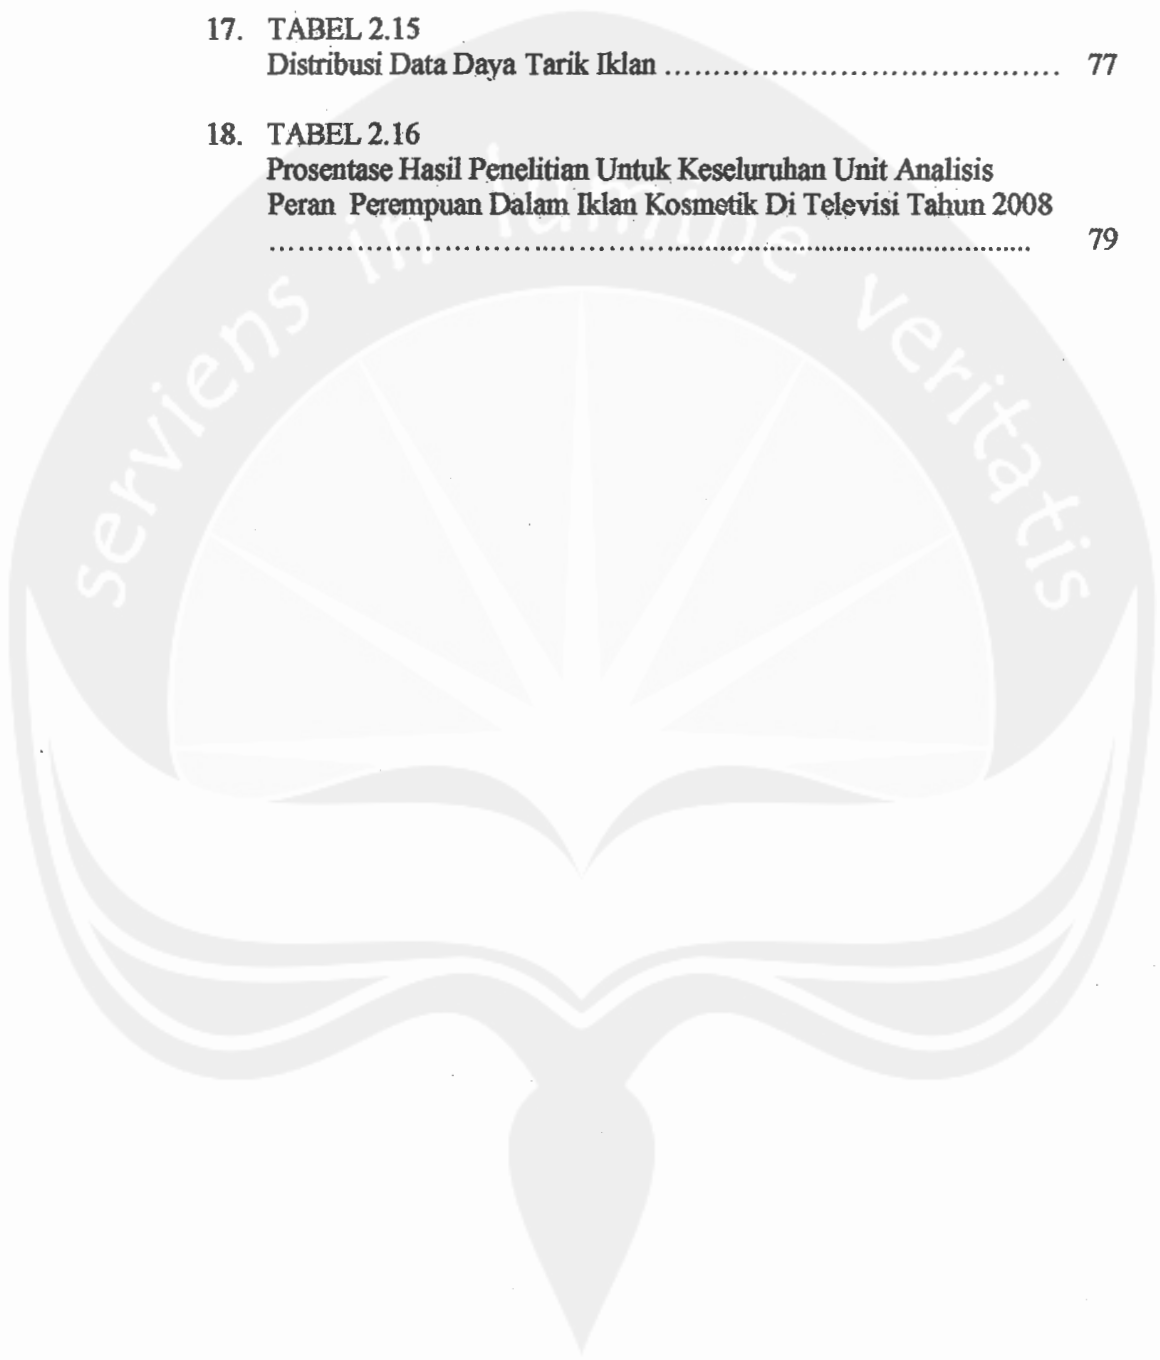 17. TABEL 2.15
Distribusi Data Daya Tarik Iklan ........................................ 77
18. TABEL 2.16
Prosentase Hasil Penelitian Untuk Keseluruhan Unit Analisis
Peran Perempuan Dalam Iklan Kosmetik Di Televisi Tahun 2008
................................................................................ 79
serviens in lumine veritatis